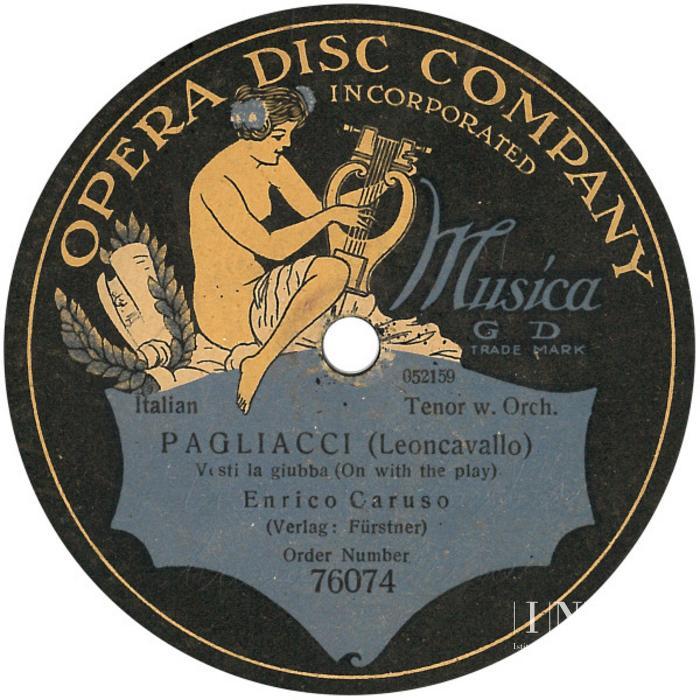 OPERA DISC COMPANY
INCORPORATED
Musica
G D
TRADE MARK
052159
Italian Tenor w. Orch.
PAGLIACCI (Leoncavallo)
Vesti la giubba (On with the play)
Enrico Caruso
(Verlag: Fürstner)
Order Number
76074